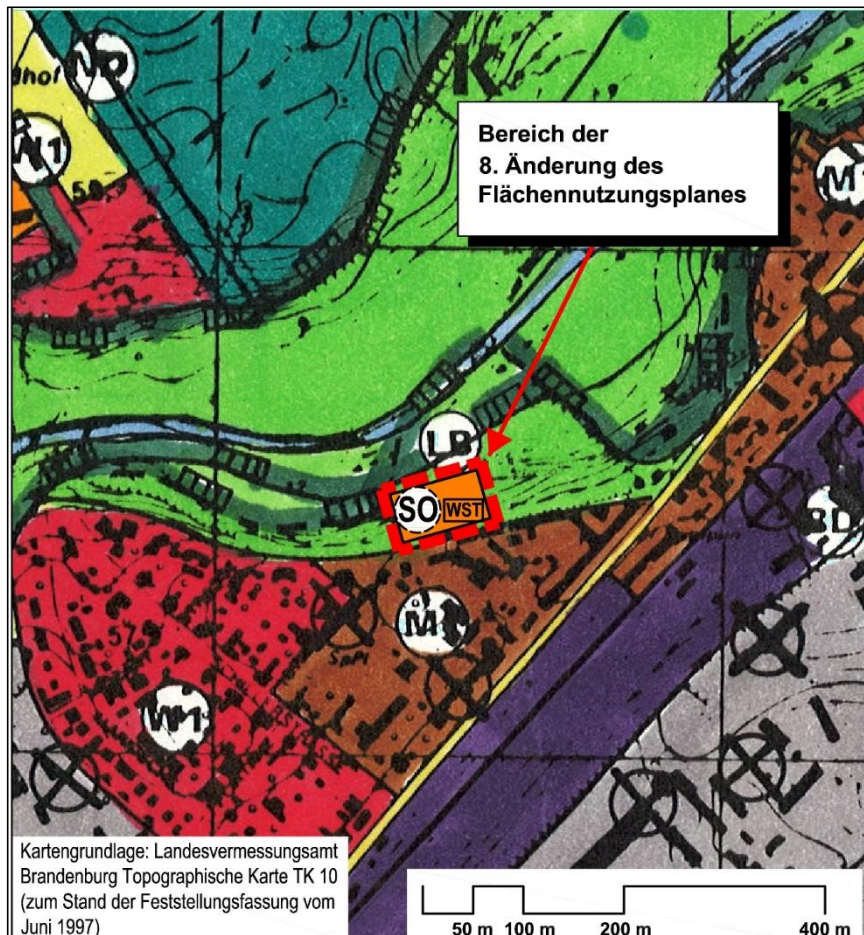 hof
ND
K
Bereich der
8. Änderung des
Flächennutzungsplanes
W1
M1
LB
SO WST
M1
W1
Kartengrundlage: Landesvermessungsamt
Brandenburg Topographische Karte TK 10
(zum Stand der Feststellungsfassung vom
Juni 1997)
50 m 100 m 200 m 400 m